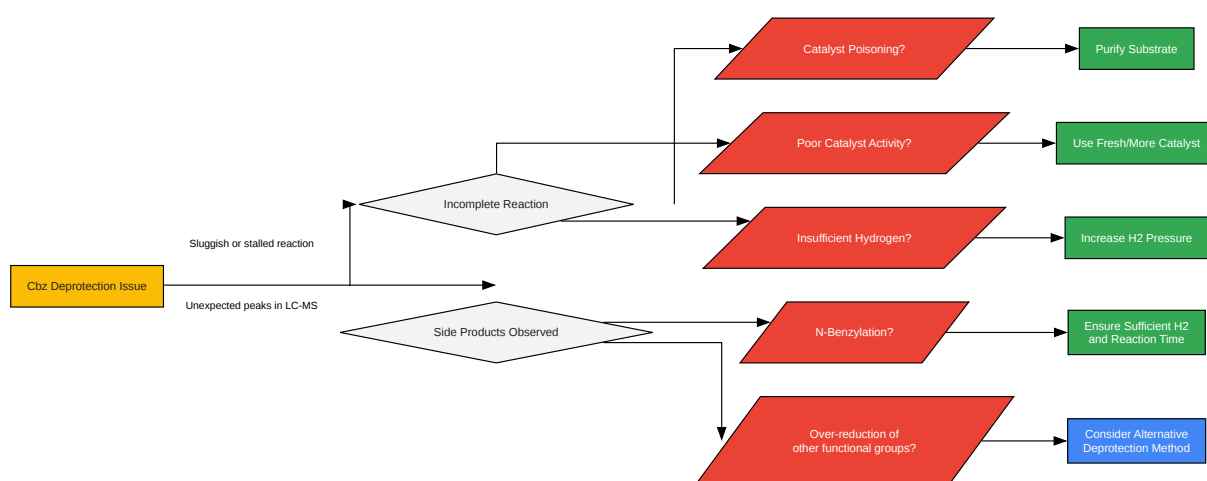 Catalyst Poisoning?
Purify Substrate
Poor Catalyst Activity?
Use Fresh/More Catalyst
Incomplete Reaction
Sluggish or stalled reaction
Insufficient Hydrogen?
Increase H2 Pressure
Cbz Deprotection Issue
Unexpected peaks in LC-MS
Side Products Observed
N-Benzylation?
Ensure Sufficient H2
and Reaction Time
Over-reduction of
other functional groups?
Consider Alternative
Deprotection Method